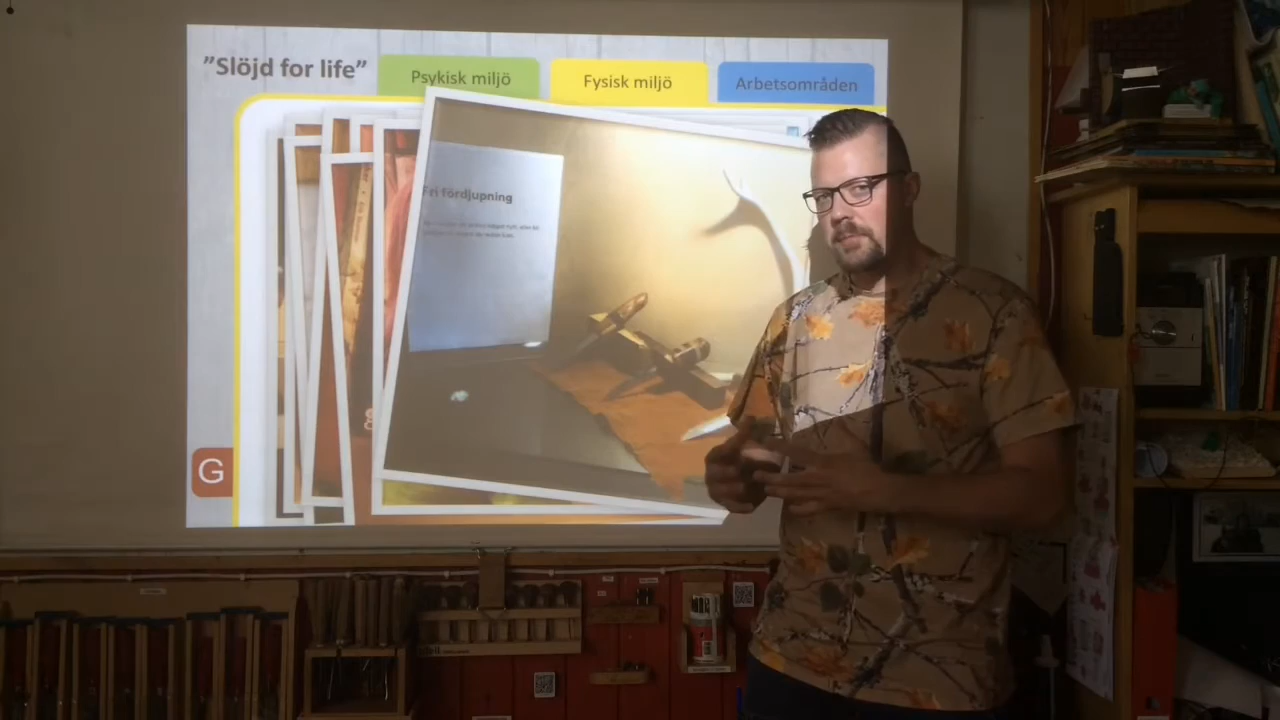 ”Slöjd for life”
Psykisk miljö
Fysisk miljö
Arbetsområden
Fri fördjupning
G